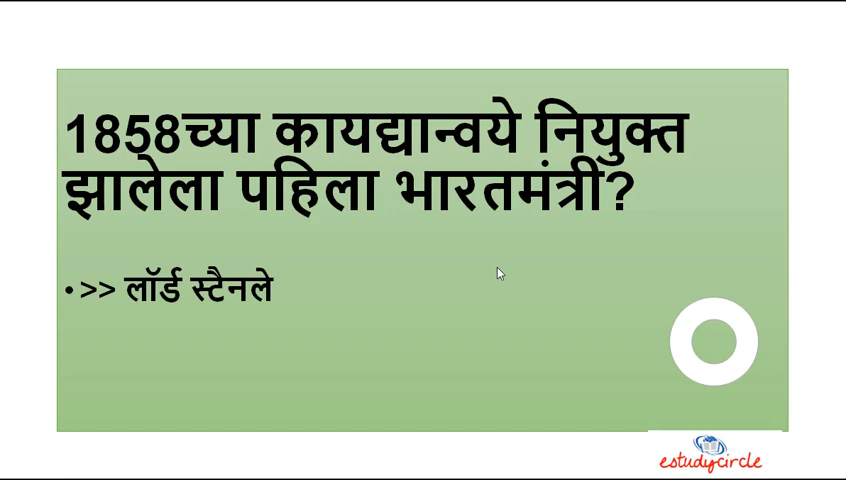 1858च्या कायद्यान्वये नियुक्त
झालेला पहिला भारतमंत्री?
• >> लॉर्ड स्टॅनले
estudycircle